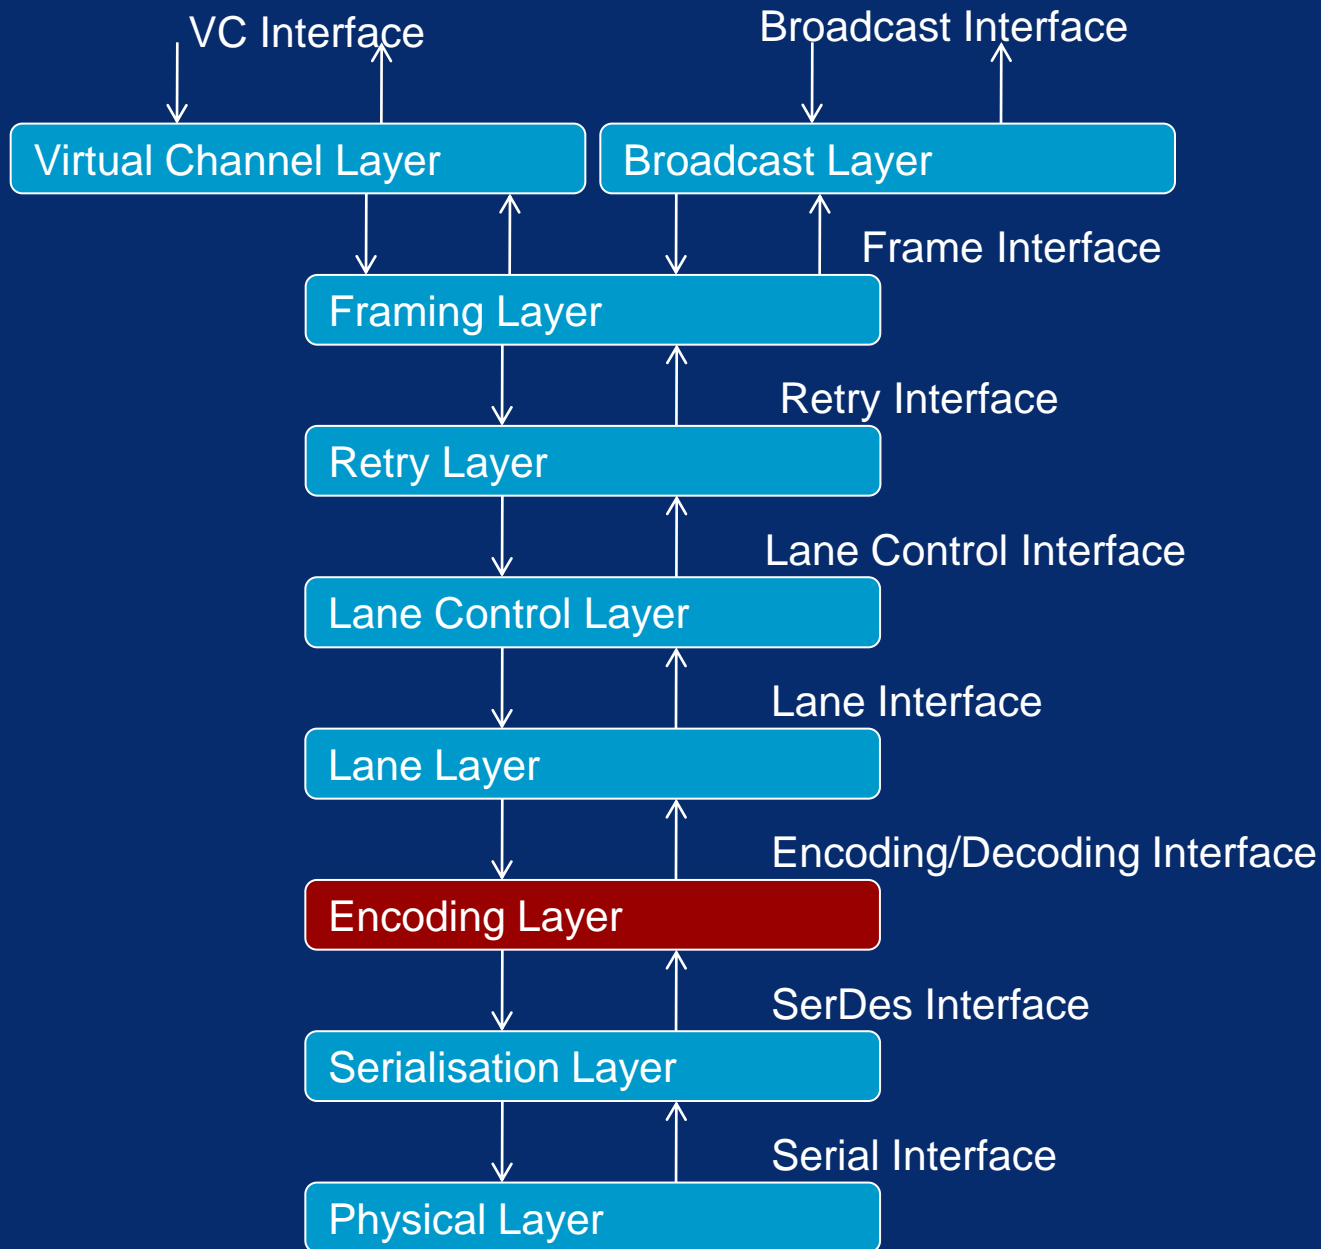 VC Interface
Broadcast Interface
Virtual Channel Layer
Broadcast Layer
Frame Interface
Framing Layer
Retry Interface
Retry Layer
Lane Control Interface
Lane Control Layer
Lane Interface
Lane Layer
Encoding/Decoding Interface
Encoding Layer
SerDes Interface
Serialisation Layer
Serial Interface
Physical Layer